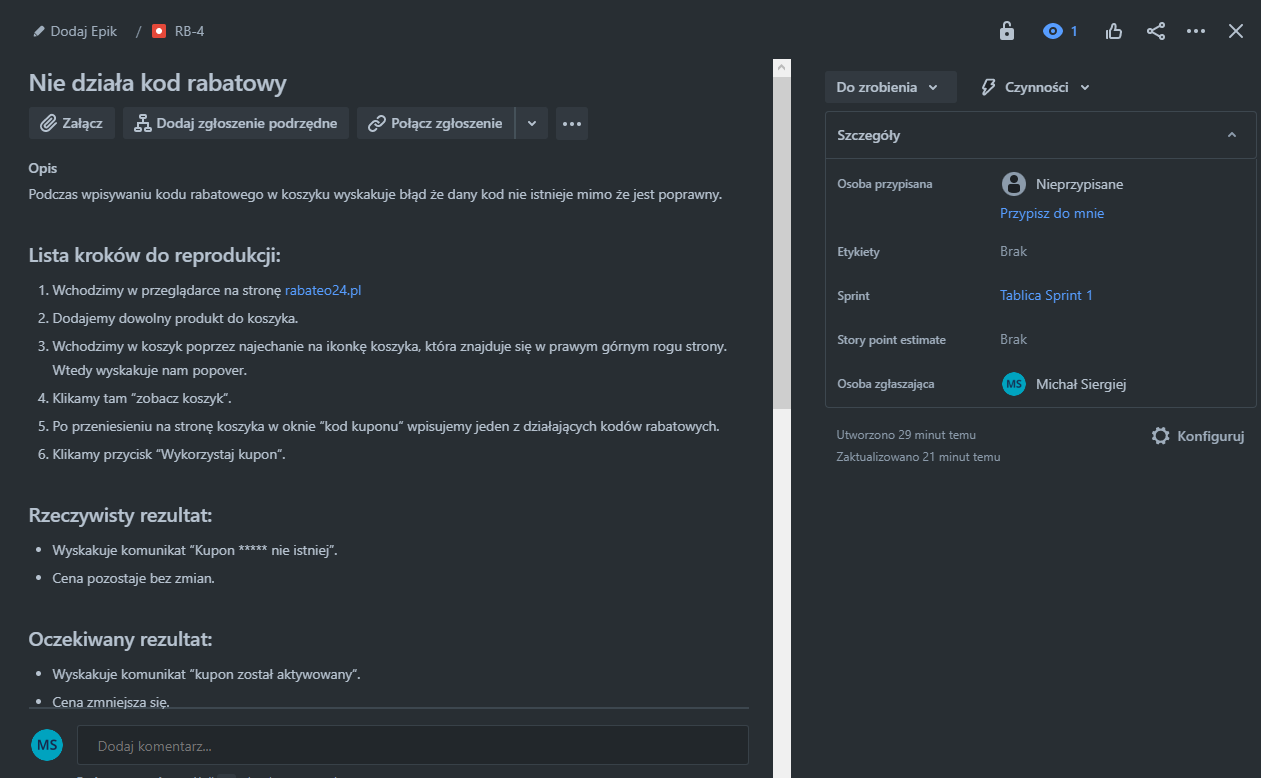 Dodaj Epik / RB-4
1
Nie działa kod rabatowy
Załącz
Dodaj zgłoszenie podrzędne
Połącz zgłoszenie
Opis
Podczas wpisywaniu kodu rabatowego w koszyku wyskakuje błąd że dany kod nie istnieje mimo że jest poprawny.
Lista kroków do reprodukcji:
1. Wchodzimy w przeglądarce na stronę rabateo24.pl
2. Dodajemy dowolny produkt do koszyka.
3. Wchodzimy w koszyk poprzez najechanie na ikonkę koszyka, która znajduje się w prawym górnym rogu strony.
Wtedy wyskakuje nam popover.
4. Klikamy tam “zobacz koszyk”.
5. Po przeniesieniu na stronę koszyka w oknie “kod kuponu” wpisujemy jeden z działających kodów rabatowych.
6. Klikamy przycisk “Wykorzystaj kupon”.
Rzeczywisty rezultat:
• Wyskakuje komunikat “Kupon ***** nie istniej”.
• Cena pozostaje bez zmian.
Oczekiwany rezultat:
• Wyskakuje komunikat “kupon został aktywowany”.
• Cena zmniejsza się.
MS
Dodaj komentarz...
Do zrobienia
Czynności
Szczegóły
Osoba przypisana
Nieprzypisane
Przypisz do mnie
Etykiety
Brak
Sprint
Tablica Sprint 1
Story point estimate
Brak
Osoba zgłaszająca
MS Michał Siergiej
Utworzono 29 minut temu
Zaktualizowano 21 minut temu
Konfiguruj